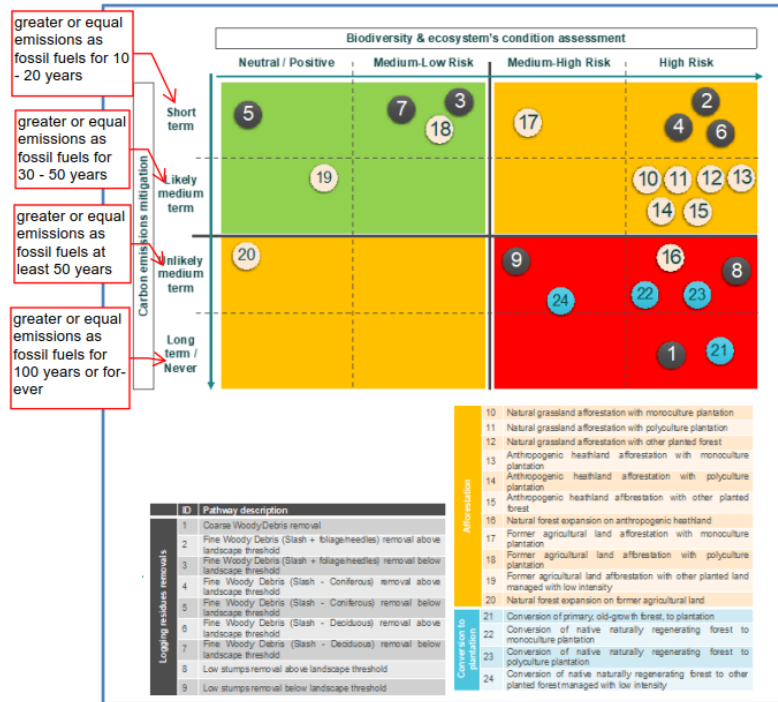 greater or equal
emissions as
fossil fuels for 10
- 20 years
greater or equal
emissions as
fossil fuels for
30 - 50 years
greater or equal
emissions as
fossil fuels at
least 50 years
greater or equal
emissions as
fossil fuels for
100 years or for-
ever
Biodiversity & ecosystem's condition assessment
Neutral / Positive
Medium-Low Risk
Medium-High Risk
High Risk
Carbon emissions mitigation
Short
term
Likely
medium
term
Unlikely
medium
term
Long
term /
Never
5
7
3
18
17
2
4
6
19
10
11
12
13
14
15
20
9
24
16
8
22
23
1
21
Logging residues removals
ID Pathway description
1 Coarse Woody Debris removal
2 Fine Woody Debris (Slash + foliage/needles) removal above
landscape threshold
3 Fine Woody Debris (Slash + foliage/needles) removal below
landscape threshold
4 Fine Woody Debris (Slash - Coniferous) removal above
landscape threshold
5 Fine Woody Debris (Slash - Coniferous) removal below
landscape threshold
6 Fine Woody Debris (Slash - Deciduous) removal above
landscape threshold
7 Fine Woody Debris (Slash - Deciduous) removal below
landscape threshold
8 Low stumps removal above landscape threshold
9 Low stumps removal below landscape threshold
Afforestation
10 Natural grassland afforestation with monoculture plantation
11 Natural grassland afforestation with polyculture plantation
12 Natural grassland afforestation with other planted forest
13 Anthropogenic heathland afforestation with monoculture
plantation
14 Anthropogenic heathland afforestation with polyculture
plantation
15 Anthropogenic heathland afforestation with other planted
forest
16 Natural forest expansion on anthropogenic heathland
17 Former agricultural land afforestation with monoculture
plantation
18 Former agricultural land afforestation with polyculture
plantation
19 Former agricultural land afforestation with other planted land
managed with low intensity
20 Natural forest expansion on former agricultural land
Conversion to
plantation
21 Conversion of primary, old-growth forest, to plantation
22 Conversion of native naturally regenerating forest to
monoculture plantation
23 Conversion of native naturally regenerating forest to
polyculture plantation
24 Conversion of native naturally regenerating forest to other
planted forest managed with low intensity